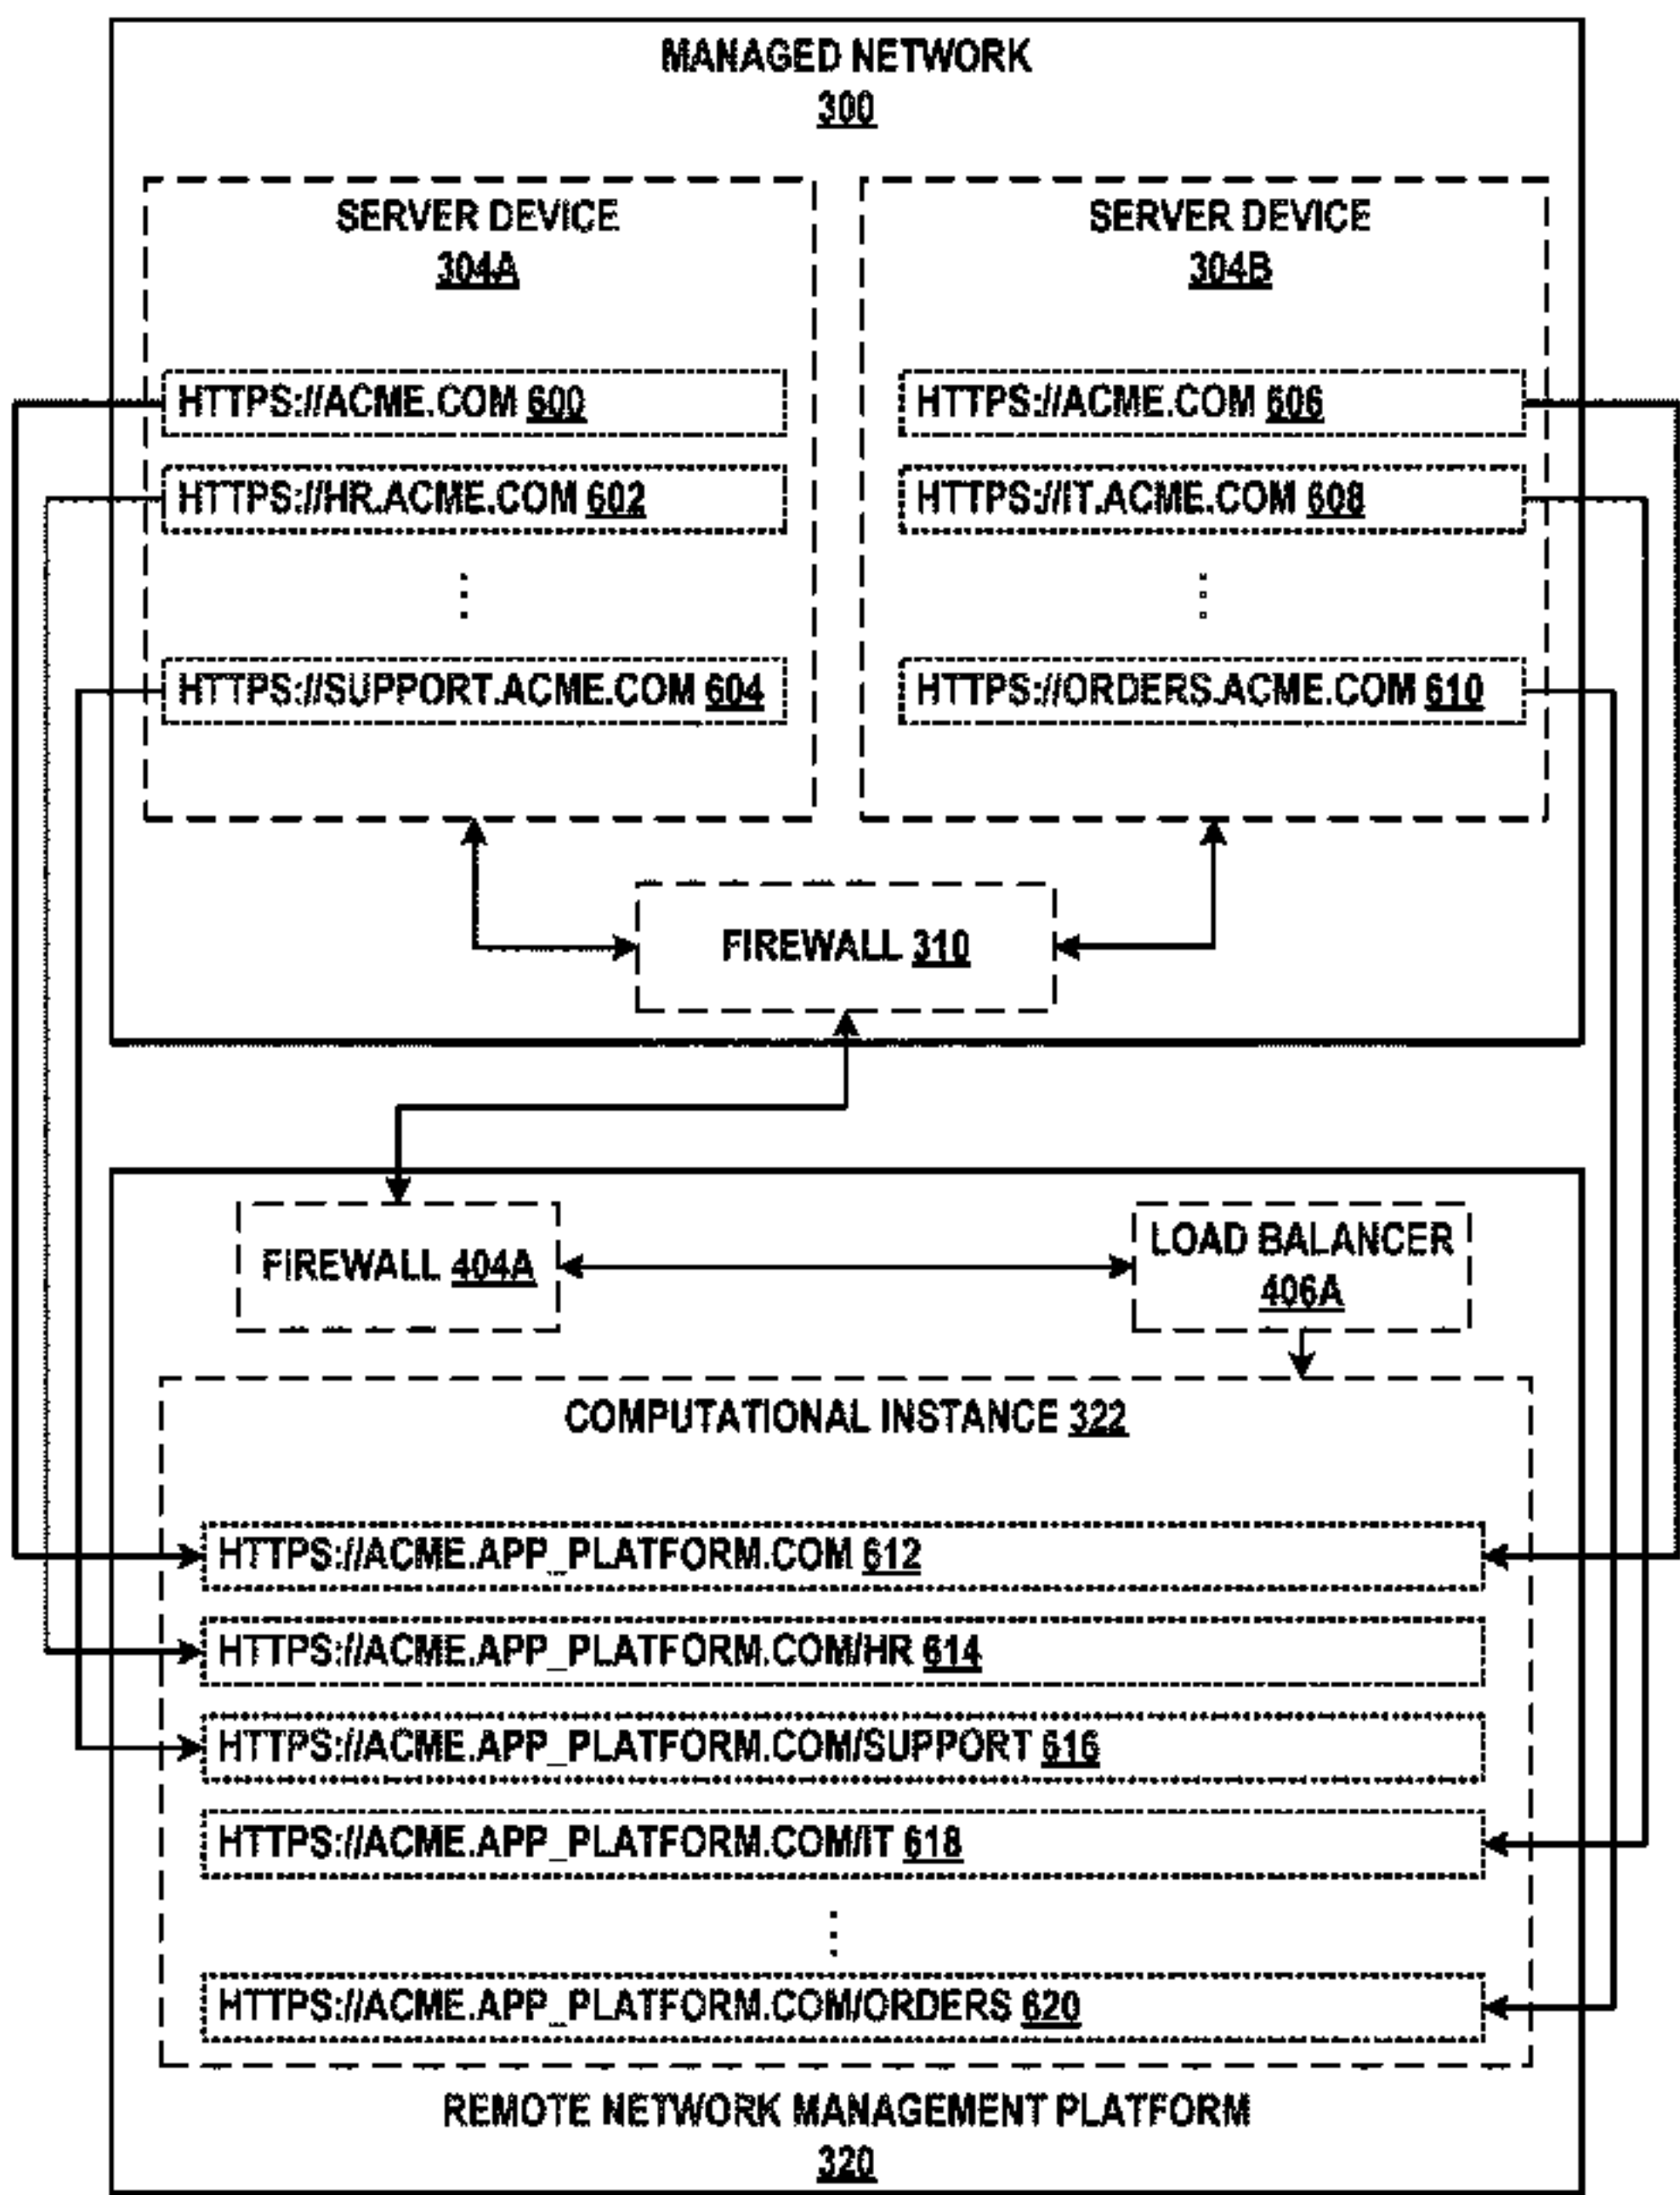 MANAGED NETWORK
300
SERVER DEVICE
304A
HTTPS://ACME.COM 600
HTTPS://HR.ACME.COM 602
HTTPS://SUPPORT.ACME.COM 604
SERVER DEVICE
304B
HTTPS://ACME.COM 606
HTTPS://IT.ACME.COM 608
HTTPS://ORDERS.ACME.COM 610
FIREWALL 310
FIREWALL 404A
LOAD BALANCER
406A
COMPUTATIONAL INSTANCE 322
HTTPS://ACME.APP_PLATFORM.COM 612
HTTPS://ACME.APP_PLATFORM.COM/HR 614
HTTPS://ACME.APP_PLATFORM.COM/SUPPORT 616
HTTPS://ACME.APP_PLATFORM.COM/IT 618
HTTPS://ACME.APP_PLATFORM.COM/ORDERS 620
REMOTE NETWORK MANAGEMENT PLATFORM
320